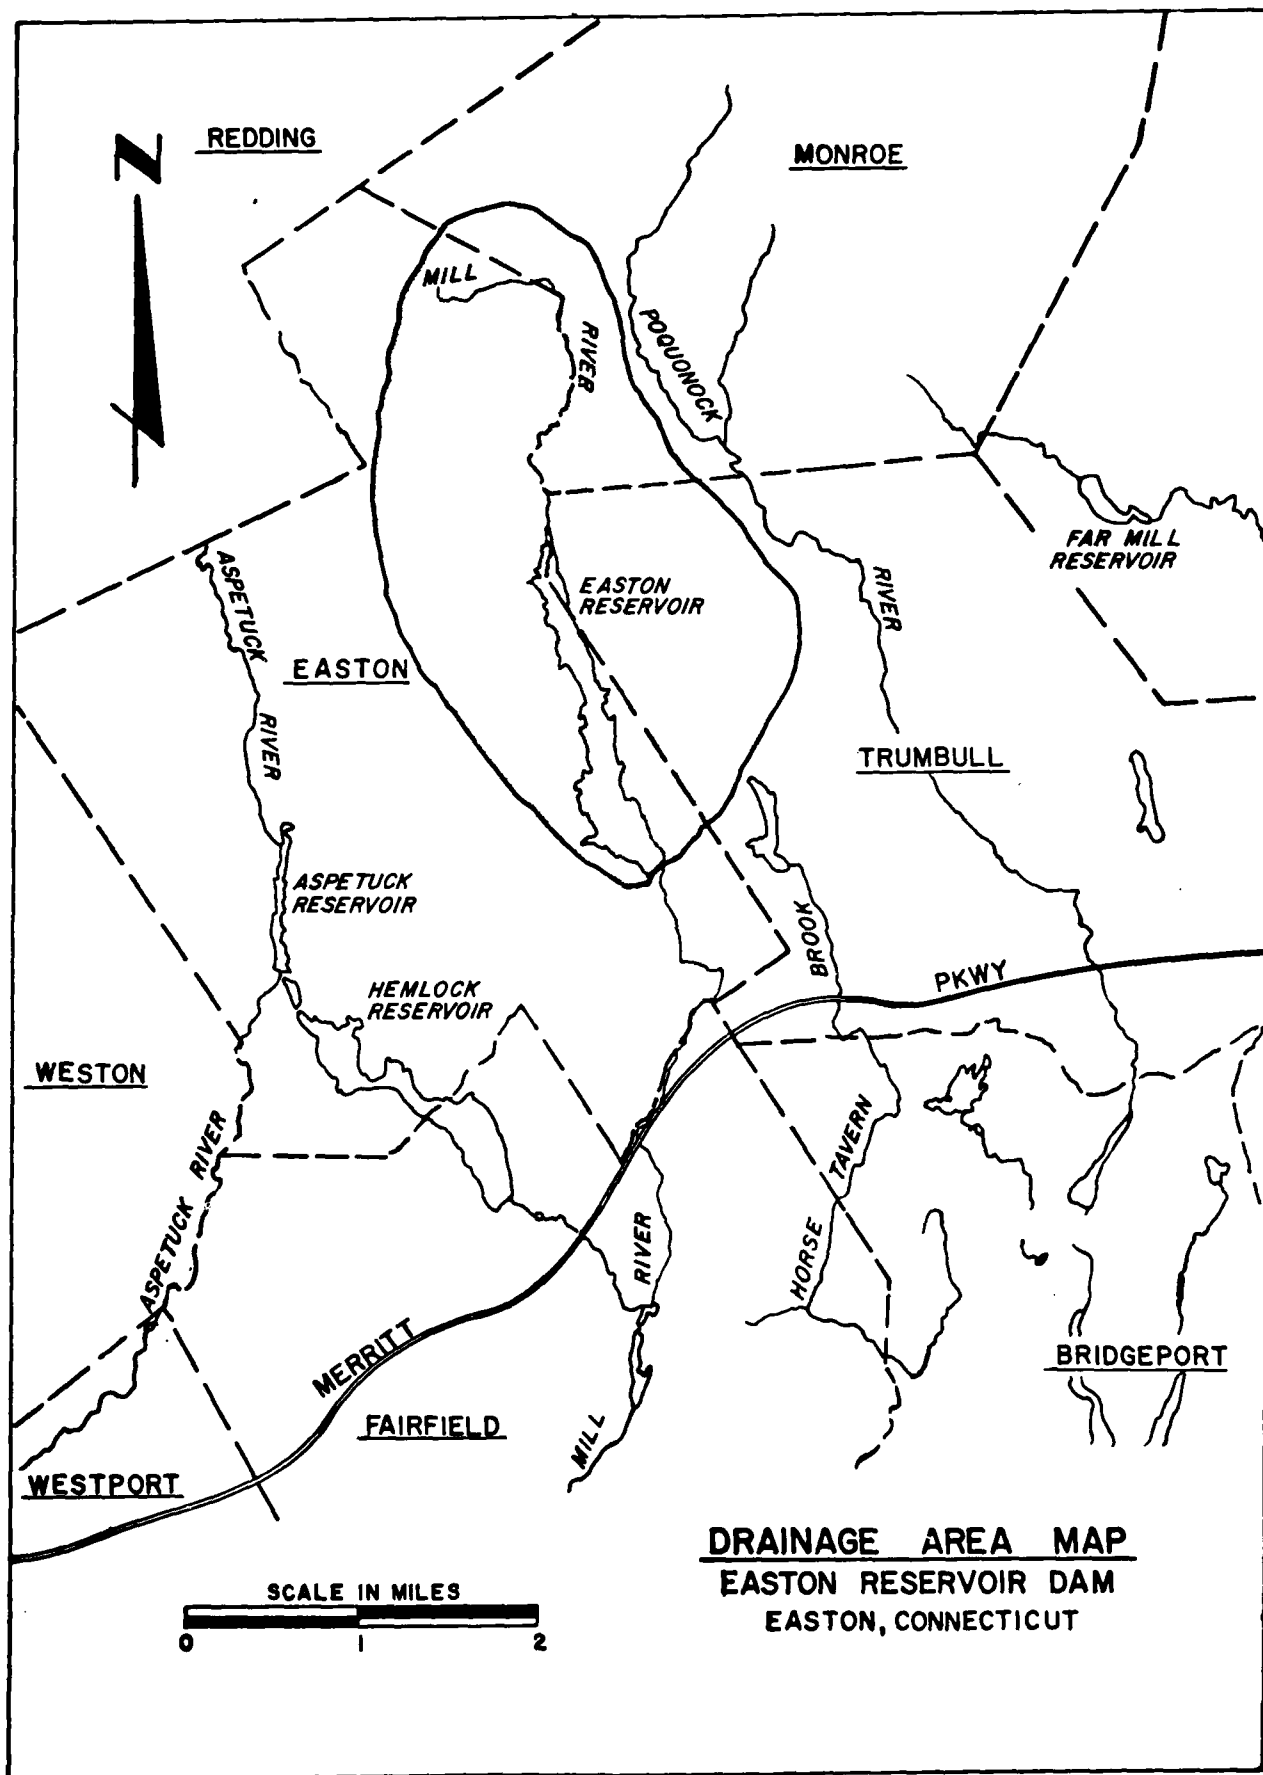 N
REDDING
MONROE
MILL
RIVER
POQUONOCK
FAR MILL
RESERVOIR
ASPETUCK
EASTON
RESERVOIR
RIVER
EASTON
RIVER
TRUMBULL
ASPETUCK
RESERVOIR
BROOK
PKWY
HEMLOCK
RESERVOIR
WESTON
TAVERN
RIVER
ASPETUCK
RIVER
HORSE
MERRITT
BRIDGEPORT
FAIRFIELD
MILL
WESTPORT
DRAINAGE AREA MAP
EASTON RESERVOIR DAM
EASTON, CONNECTICUT
SCALE IN MILES
0 1 2